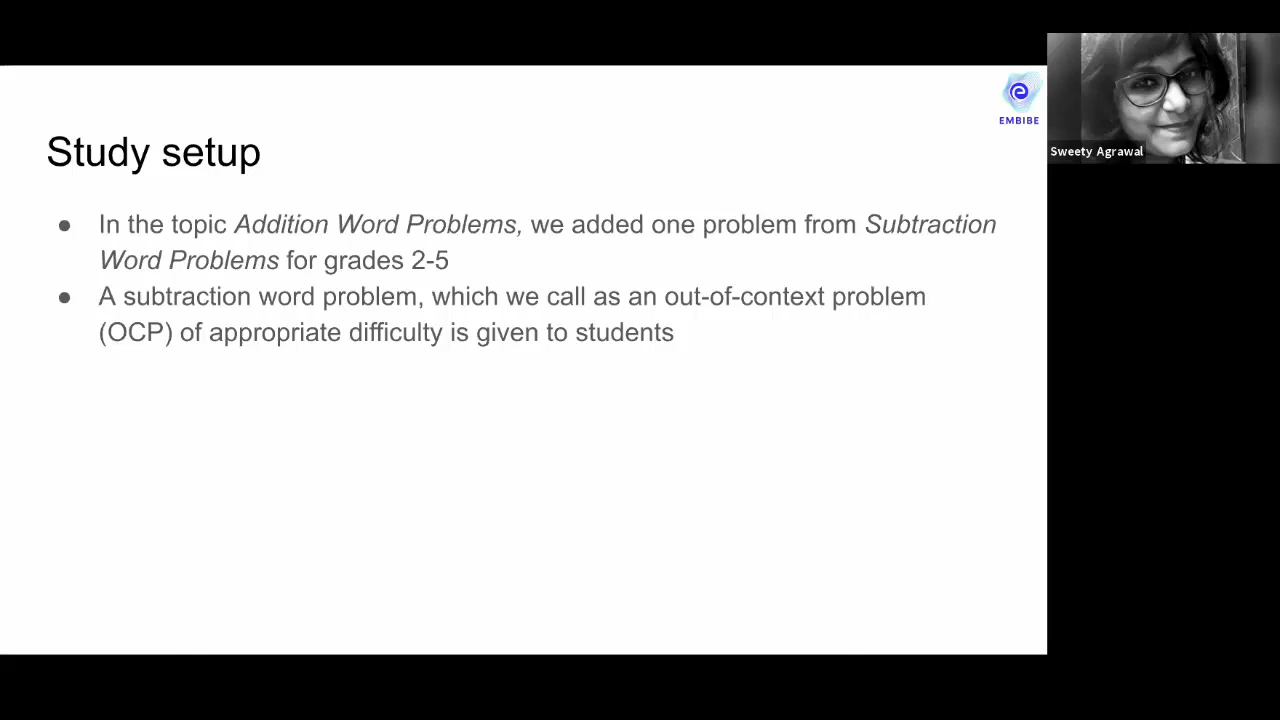 EMBIBE
Sweety Agrawal
Study setup
● In the topic Addition Word Problems, we added one problem from Subtraction
Word Problems for grades 2-5
● A subtraction word problem, which we call as an out-of-context problem
(OCP) of appropriate difficulty is given to students